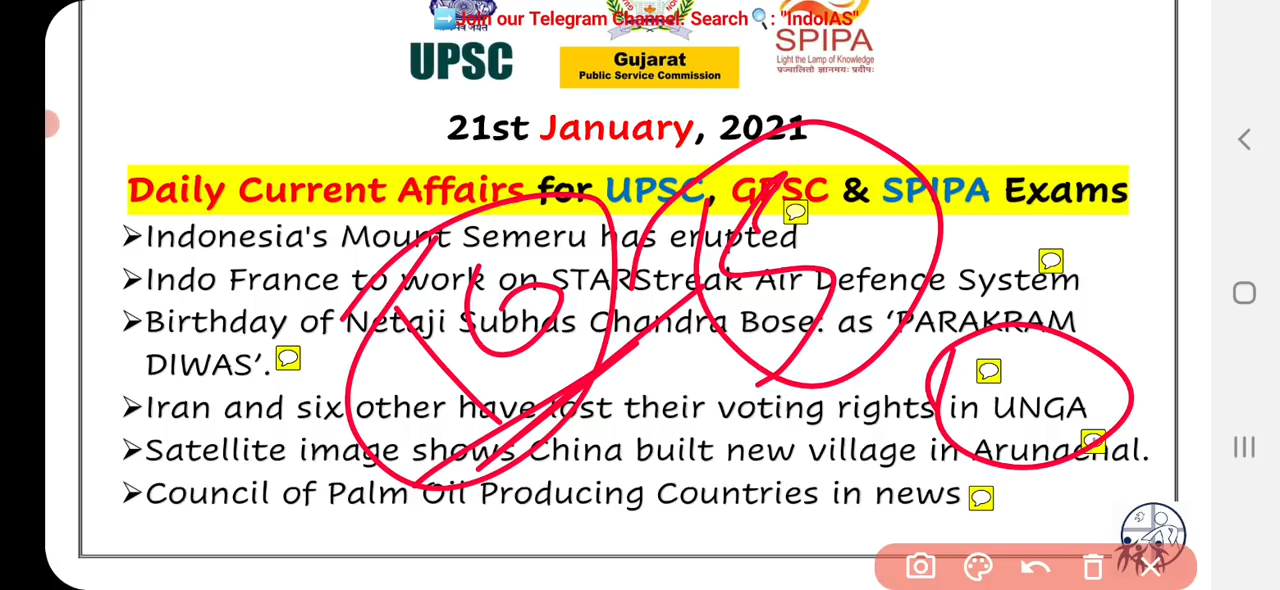 ➡Join our Telegram Channel. Search🔍: "IndoIAS"
UPSC
Gujarat
Public Service Commission
SPIPA
Light the Lamp of Knowledge
प्रज्वालितो ज्ञानमयः प्रदीपः
21st January, 2021
Daily Current Affairs for UPSC, GPSC & SPIPA Exams
➢Indonesia's Mount Semeru has erupted
➢Indo France to work on STARStreak Air Defence System
➢Birthday of Netaji Subhas Chandra Bose: as ‘PARAKRAM
DIWAS’.
➢Iran and six other have lost their voting rights in UNGA
➢Satellite image shows China built new village in Arunachal.
➢Council of Palm Oil Producing Countries in news